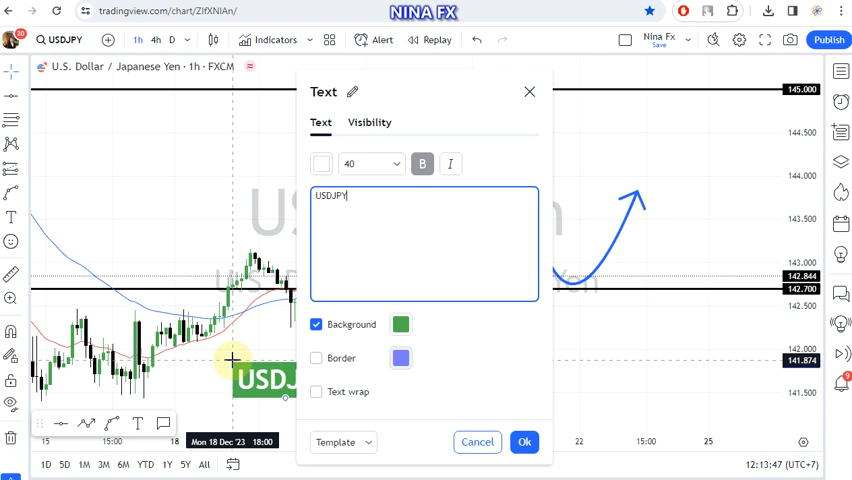 NINA FX
tradingview.com/chart/ZIfXNIAn/
20
USDJPY
1h 4h D
Indicators
Alert
Replay
Nina Fx
Save
Publish
U.S. Dollar / Japanese Yen · 1h · FXCM
Text
Text Visibility
40
B I
USDJPY
Background
Border
Text wrap
Template
Cancel
Ok
145.000
144.500
144.000
143.500
143.000
142.844
142.700
142.500
142.000
141.874
141.500
9
15 15:00 18 Mon 18 Dec '23 18:00 22 15:00 25
1D 5D 1M 3M 6M YTD 1Y 5Y All
12:13:47 (UTC+7)